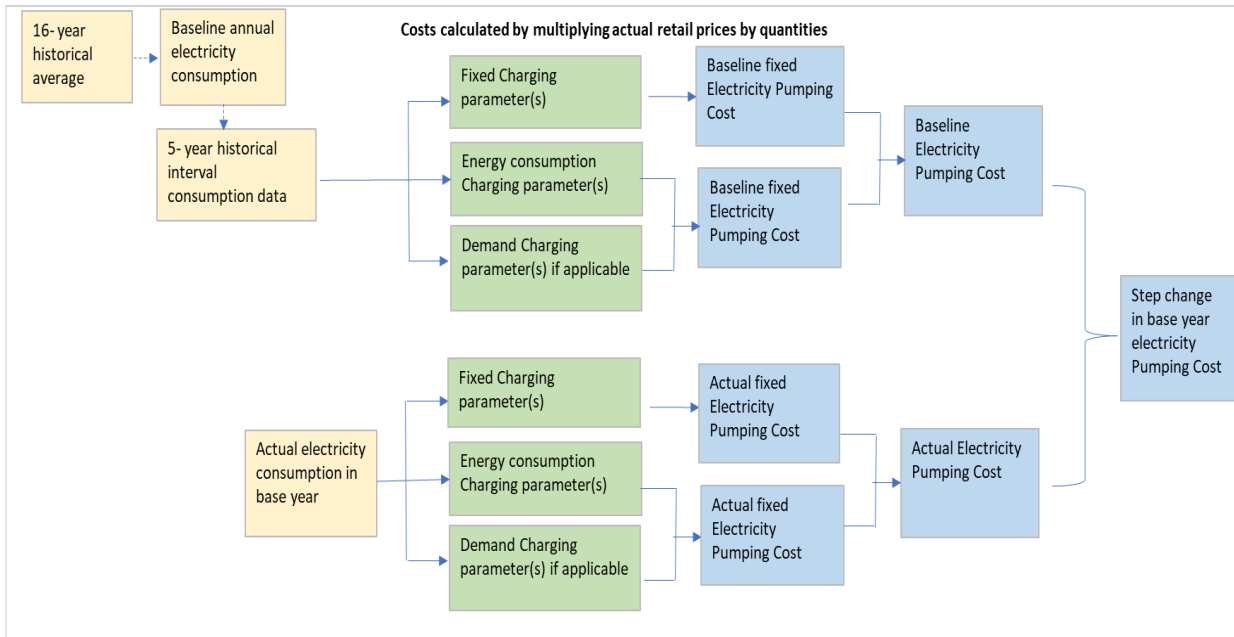 Costs calculated by multiplying actual retail prices by quantities
16- year
historical
average
Baseline annual
electricity
consumption
5- year historical
interval
consumption data
Fixed Charging
parameter(s)
Energy consumption
Charging parameter(s)
Demand Charging
parameter(s) if applicable
Baseline fixed
Electricity Pumping
Cost
Baseline fixed
Electricity
Pumping Cost
Baseline
Electricity
Pumping Cost
Step change
in base year
electricity
Pumping Cost
Actual electricity
consumption in
base year
Fixed Charging
parameter(s)
Energy consumption
Charging parameter(s)
Demand Charging
parameter(s) if applicable
Actual fixed
Electricity
Pumping Cost
Actual fixed
Electricity
Pumping Cost
Actual Electricity
Pumping Cost